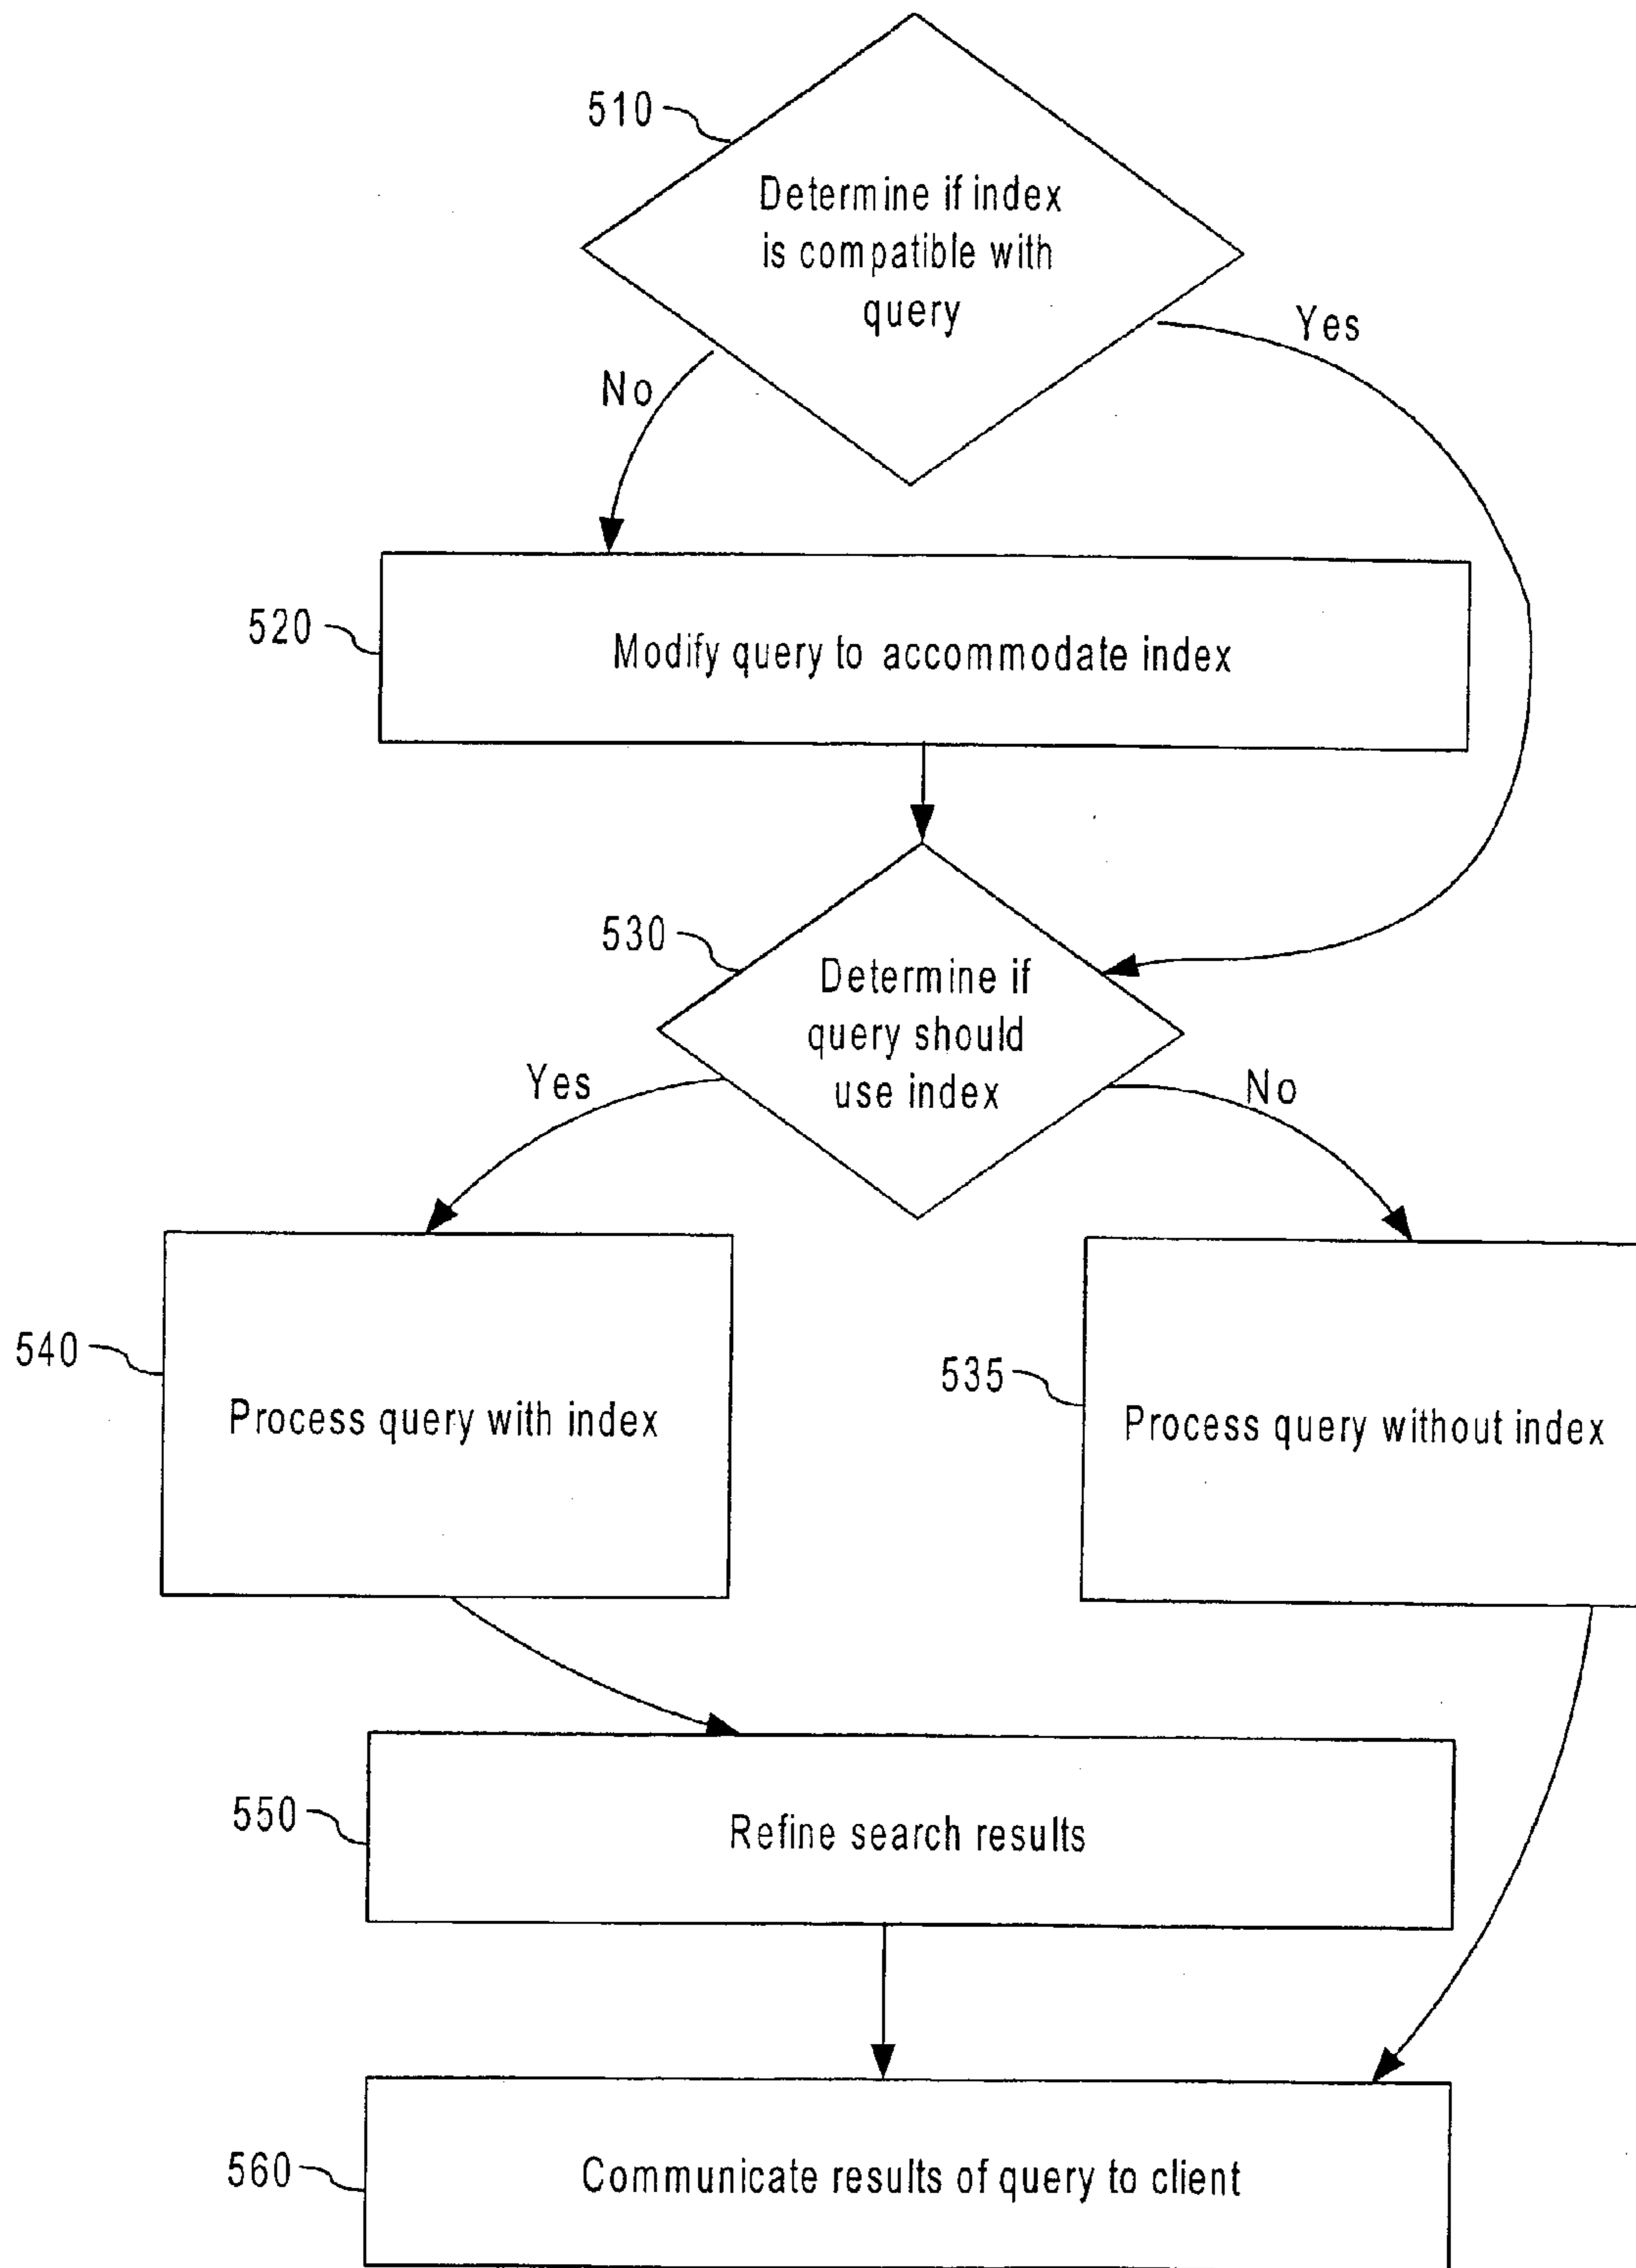 510
Determine if index
is compatible with
query
Yes
No
520
Modify query to accommodate index
530
Determine if
query should
use index
Yes
No
540
Process query with index
535
Process query without index
550
Refine search results
560
Communicate results of query to client